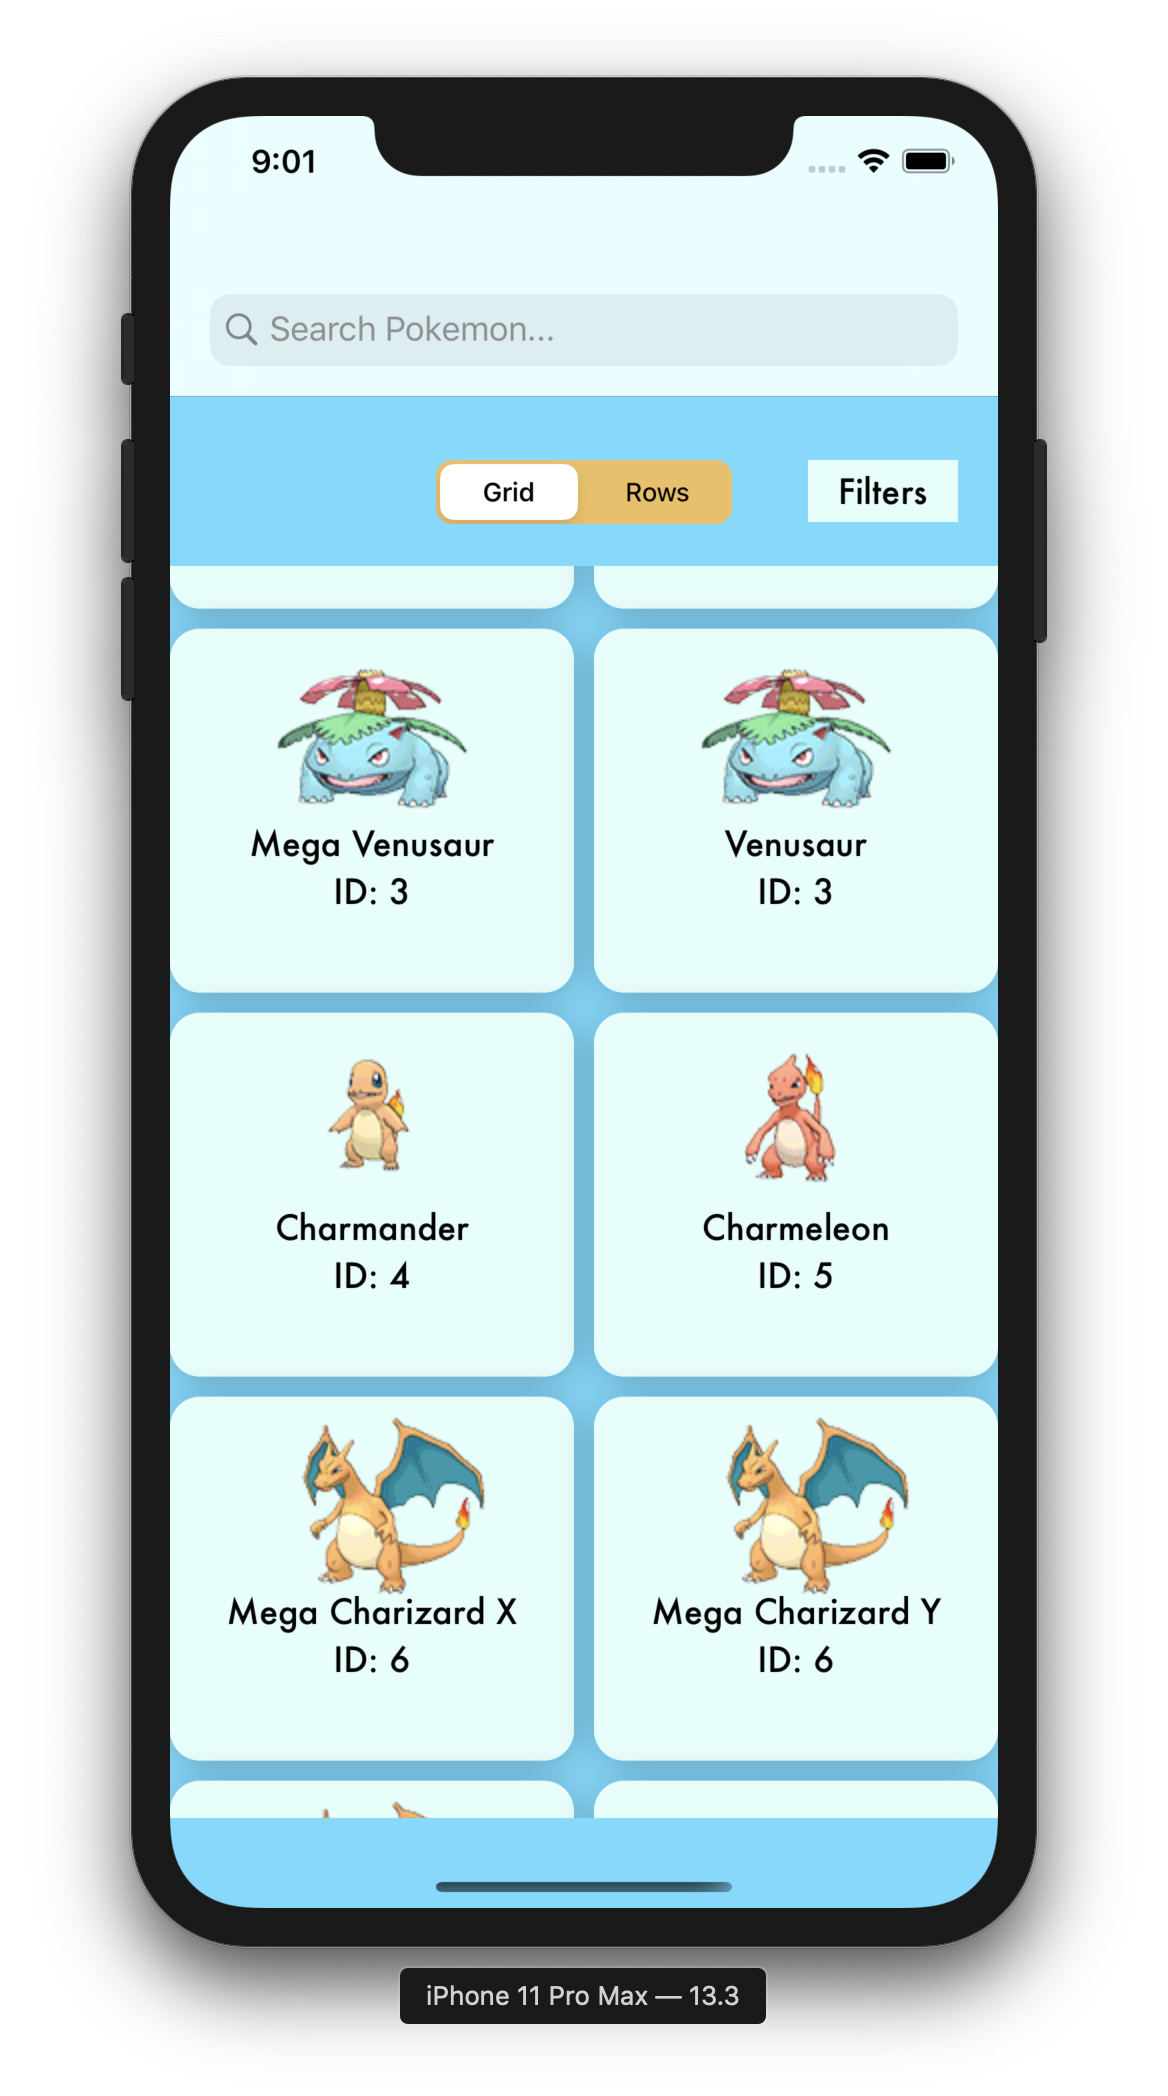 9:01
Search Pokemon...
Grid
Rows
Filters
Mega Venusaur
ID: 3
Venusaur
ID: 3
Charmander
ID: 4
Charmeleon
ID: 5
Mega Charizard X
ID: 6
Mega Charizard Y
ID: 6
iPhone 11 Pro Max — 13.3